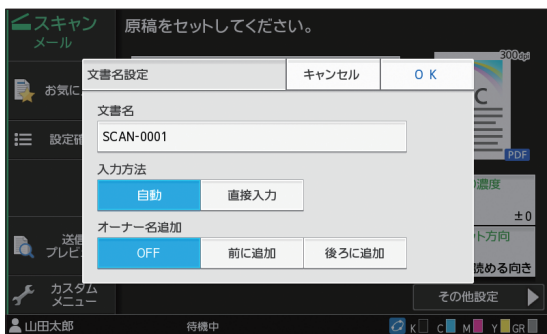 スキャン
メール
原稿をセットしてください。
300dpi
文書名設定
キャンセル
OK
お気に
C
文書名
設定確
SCAN-0001
PDF
入力方法
自動
直接入力
濃度
±0
オーナー名追加
ト方向
送信
プレビ
OFF
前に追加
後ろに追加
読める向き
カスタム
メニュー
その他設定
山田太郎
待機中
K C M Y GR